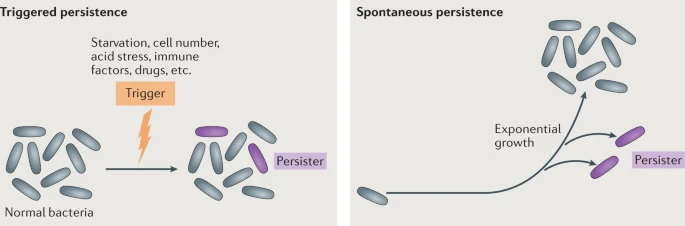 Triggered persistence
Starvation, cell number,
acid stress, immune
factors, drugs, etc.
Trigger
Persister
Normal bacteria
Spontaneous persistence
Exponential
growth
Persister